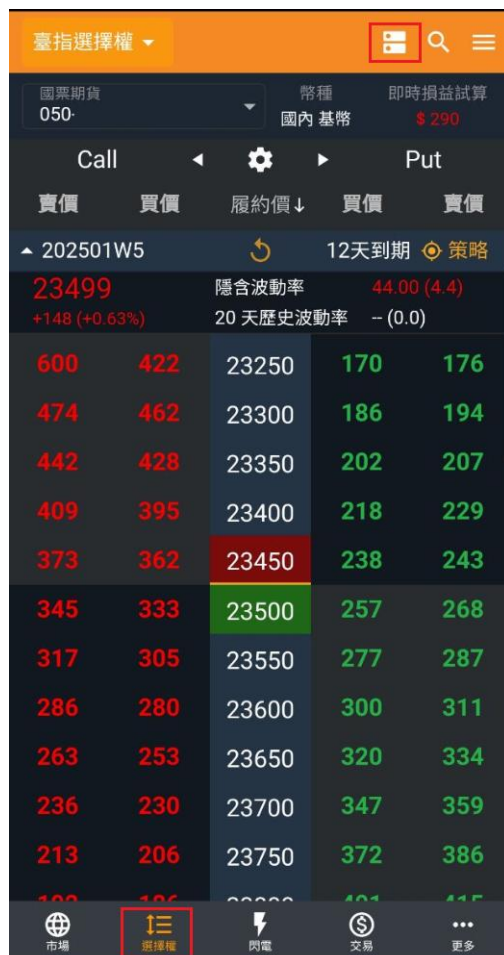 臺指選擇權
國票期貨 幣種 即時損益試算
050- 國內 基幣 $ 290
Call Put
賣價 買價 履約價↓ 買價 賣價
202501W5 12天到期 策略
23499 隱含波動率 44.00 (4.4)
+148 (+0.63%) 20 天歷史波動率 -- (0.0)
600 422 23250 170 176
474 462 23300 186 194
442 428 23350 202 207
409 395 23400 218 229
373 362 23450 238 243
345 333 23500 257 268
317 305 23550 277 287
286 280 23600 300 311
263 253 23650 320 334
236 230 23700 347 359
213 206 23750 372 386
市場 選擇權 閃電 交易 更多